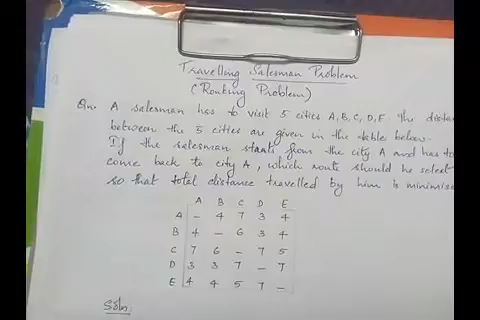 Travelling Salesman Problem
(Routing Problem)
Qn. A salesman has to visit 5 cities A, B, C, D, E. The distan
between the 5 cities are given in the table below.
If the salesman starts from the city A and has to
come back to city A, which route should he select
so that total distance travelled by him is minimise
A B C D E
A - 4 7 3 4
B 4 - 6 3 4
C 7 6 - 7 5
D 3 3 7 - 7
E 4 4 5 7 -
Soln